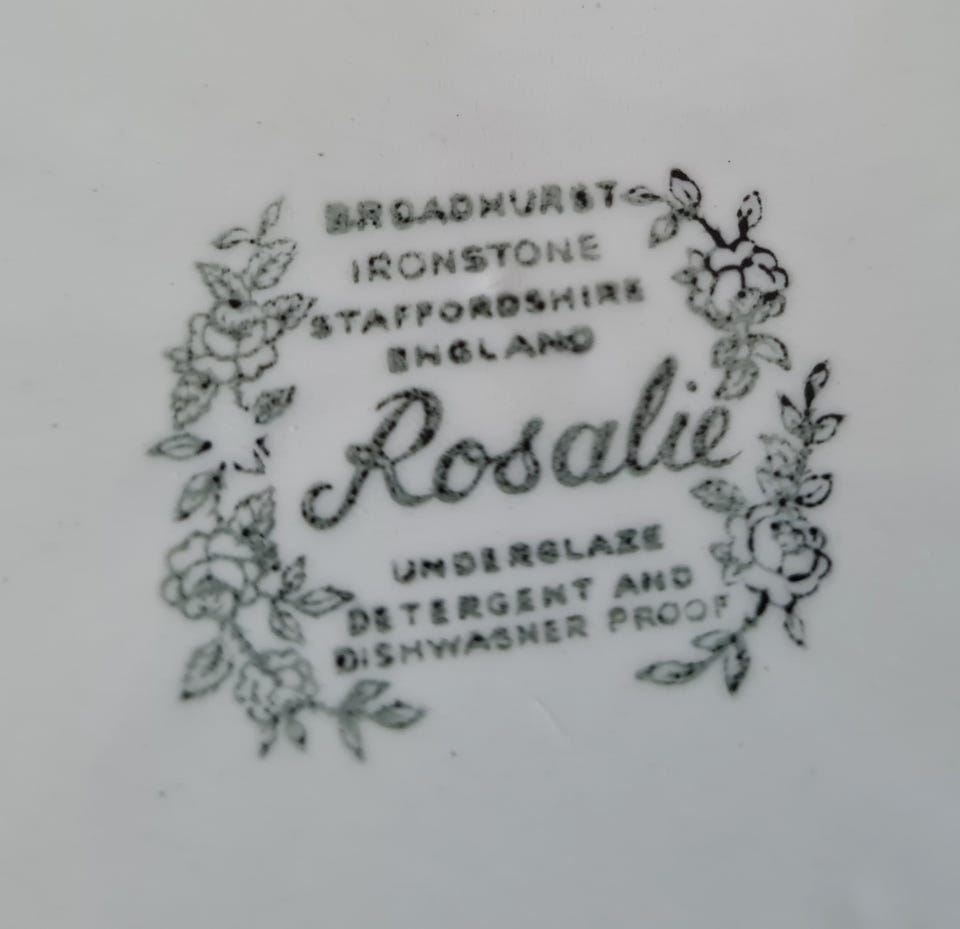 BROADHURST
IRONSTONE
STAFFORDSHIRE
ENGLAND
Rosalie
UNDERGLAZE
DETERGENT AND
DISHWASHER PROOF